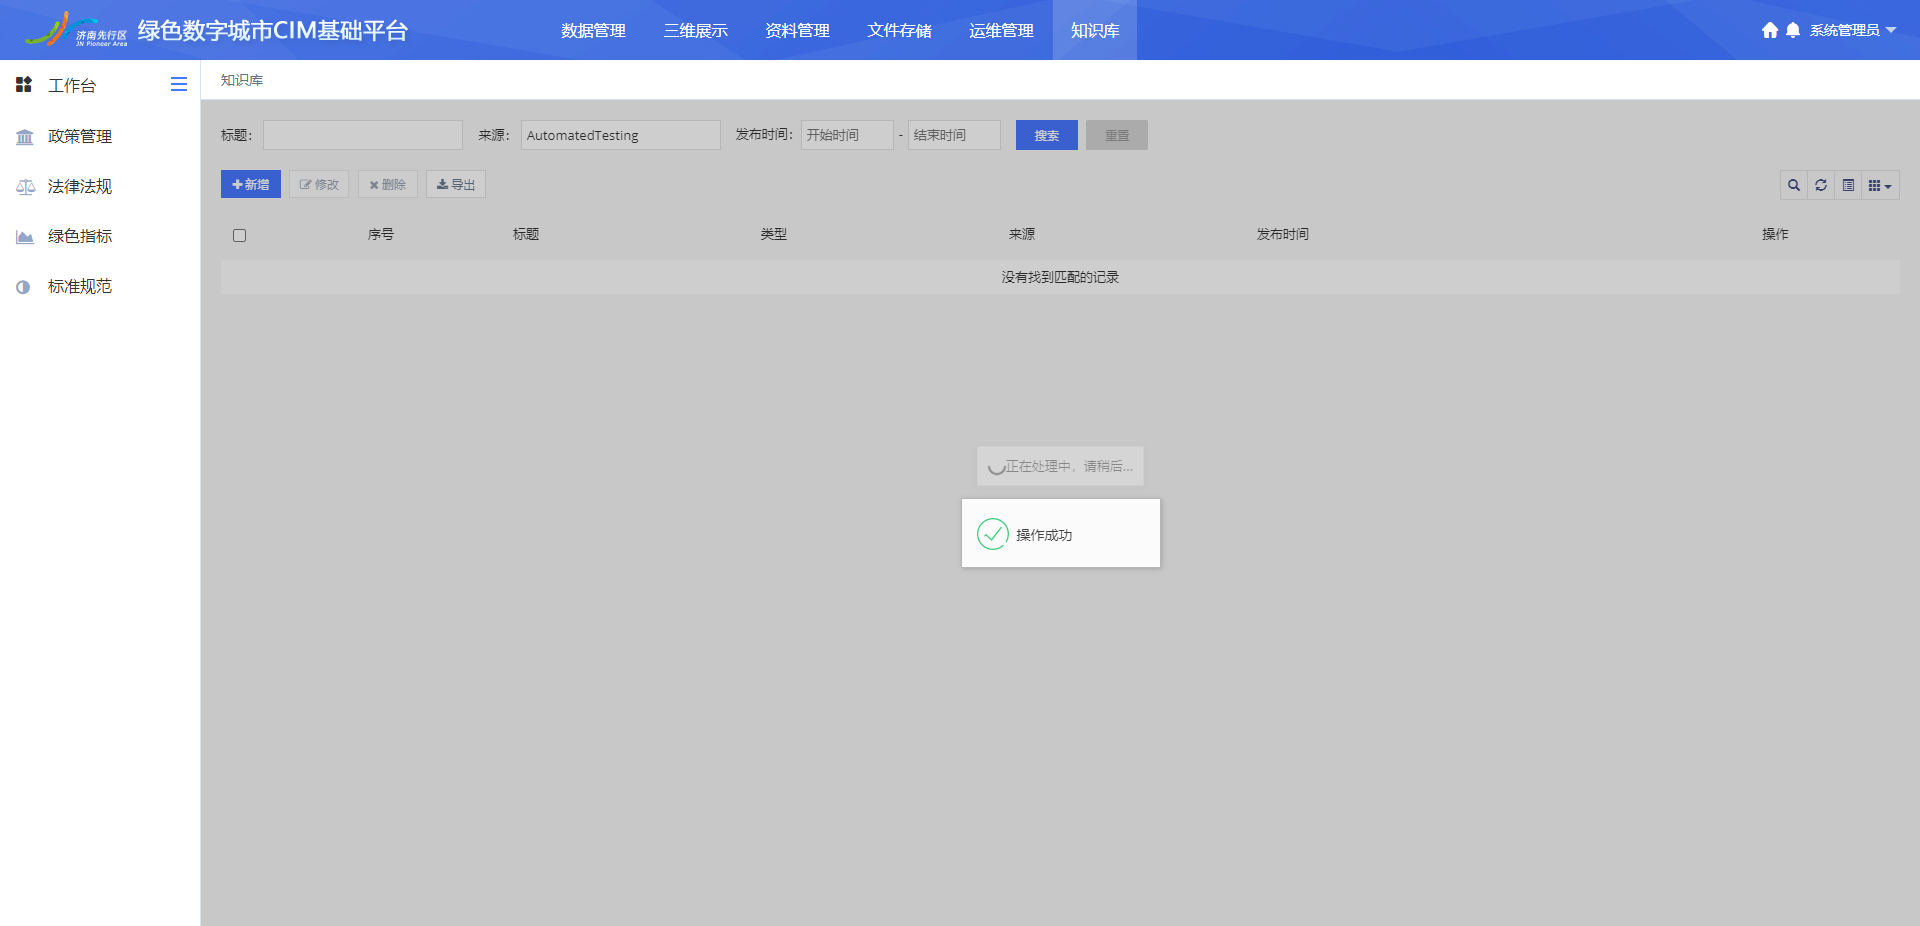 济南先行区
JN Pioneer Area
绿色数字城市CIM基础平台
数据管理 三维展示 资料管理 文件存储 运维管理 知识库
系统管理员
工作台
政策管理
法律法规
绿色指标
标准规范
知识库
标题： 来源： AutomatedTesting 发布时间： 开始时间 - 结束时间 搜索 重置
新增 修改 删除 导出
序号 标题 类型 来源 发布时间 操作
没有找到匹配的记录
正在处理中，请稍后...
操作成功